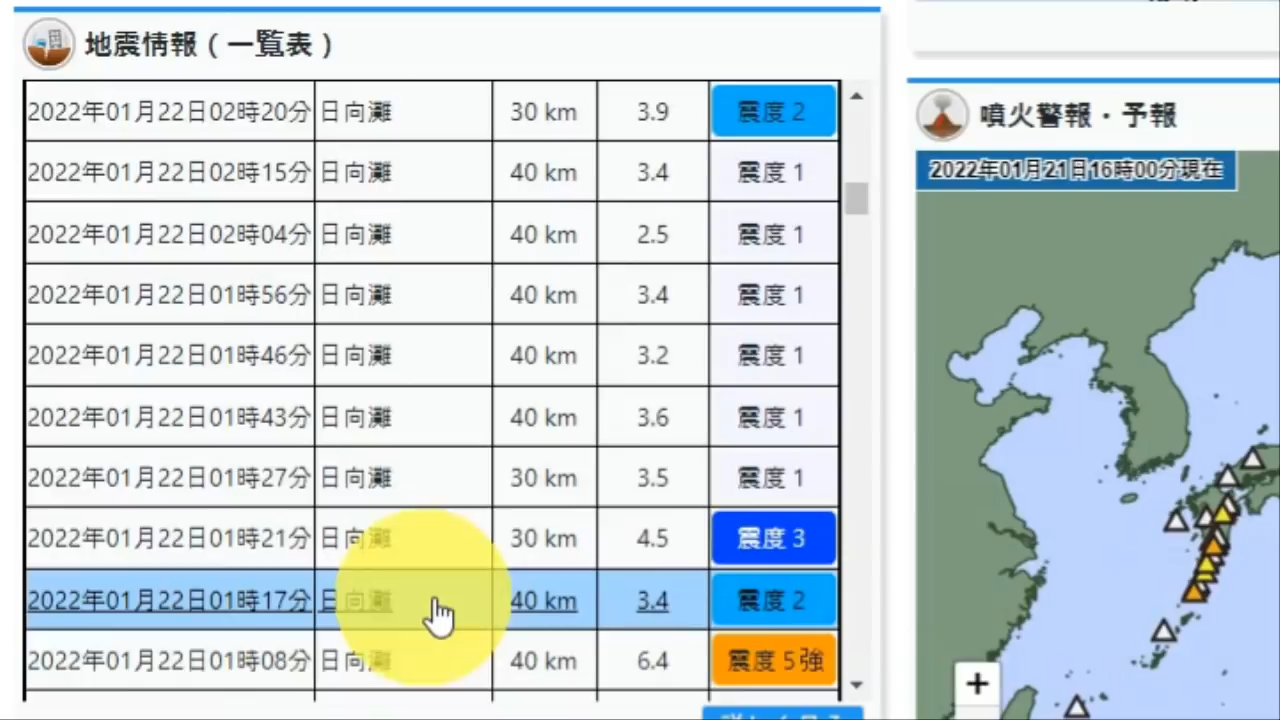 地震情報（一覧表）
2022年01月22日02時20分 日向灘 30 km 3.9 震度 2
2022年01月22日02時15分 日向灘 40 km 3.4 震度 1
2022年01月22日02時04分 日向灘 40 km 2.5 震度 1
2022年01月22日01時56分 日向灘 40 km 3.4 震度 1
2022年01月22日01時46分 日向灘 40 km 3.2 震度 1
2022年01月22日01時43分 日向灘 40 km 3.6 震度 1
2022年01月22日01時27分 日向灘 30 km 3.5 震度 1
2022年01月22日01時21分 日向灘 30 km 4.5 震度 3
2022年01月22日01時17分 日向灘 40 km 3.4 震度 2
2022年01月22日01時08分 日向灘 40 km 6.4 震度 5強
噴火警報・予報
2022年01月21日16時00分現在
+